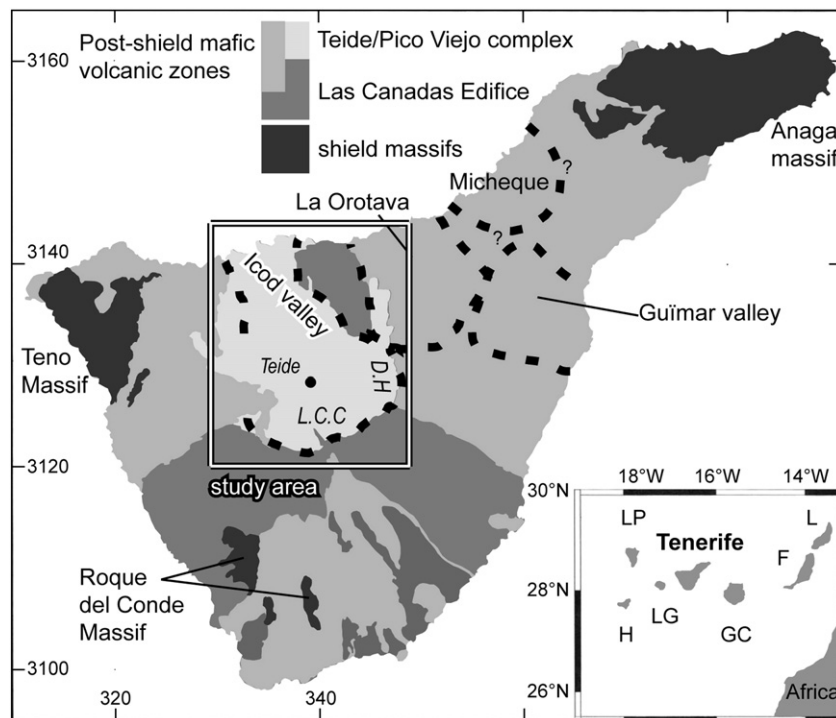 3160
3140
3120
3100
320
340
Post-shield mafic
volcanic zones
Teide/Pico Viejo complex
Las Canadas Edifice
shield massifs
Anaga
massif
Micheque
?
?
La Orotava
Icod valley
Guïmar valley
Teno
Massif
Teide
D.H
L.C.C
study area
Roque
del Conde
Massif
18°W
16°W
14°W
30°N
28°N
26°N
LP
Tenerife
L
F
LG
H
GC
Africa